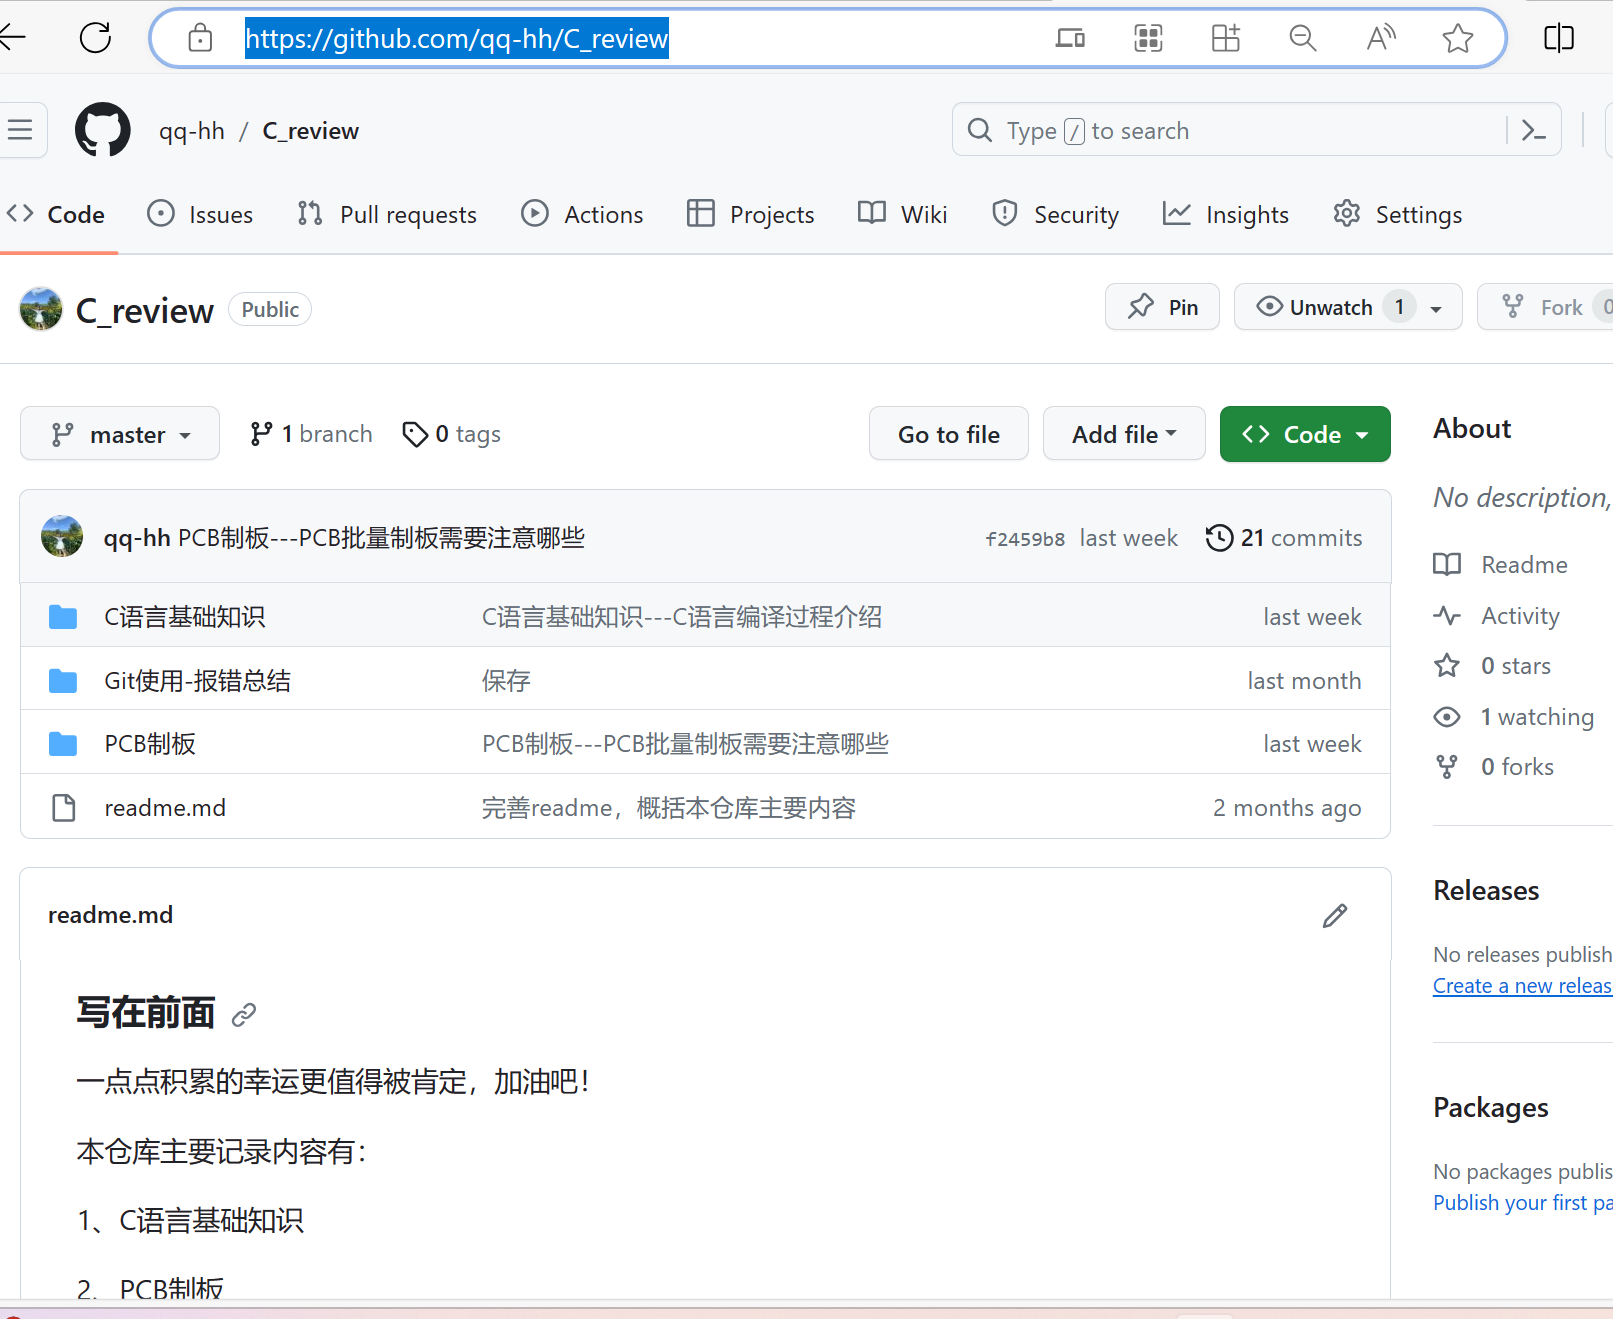 https://github.com/qq-hh/C_review
qq-hh / C_review
Type / to search
Code Issues Pull requests Actions Projects Wiki Security Insights Settings
C_review Public
Pin Unwatch 1 Fork 0
master 1 branch 0 tags
Go to file Add file Code
qq-hh PCB制板---PCB批量制板需要注意哪些 f2459b8 last week 21 commits
C语言基础知识 C语言基础知识---C语言编译过程介绍 last week
Git使用-报错总结 保存 last month
PCB制板 PCB制板---PCB批量制板需要注意哪些 last week
readme.md 完善readme，概括本仓库主要内容 2 months ago
readme.md
写在前面
一点点积累的幸运更值得被肯定，加油吧！
本仓库主要记录内容有：
1、C语言基础知识
2、PCB制板
About
No description,
Readme
Activity
0 stars
1 watching
0 forks
Releases
No releases publish
Create a new releas
Packages
No packages publis
Publish your first pa